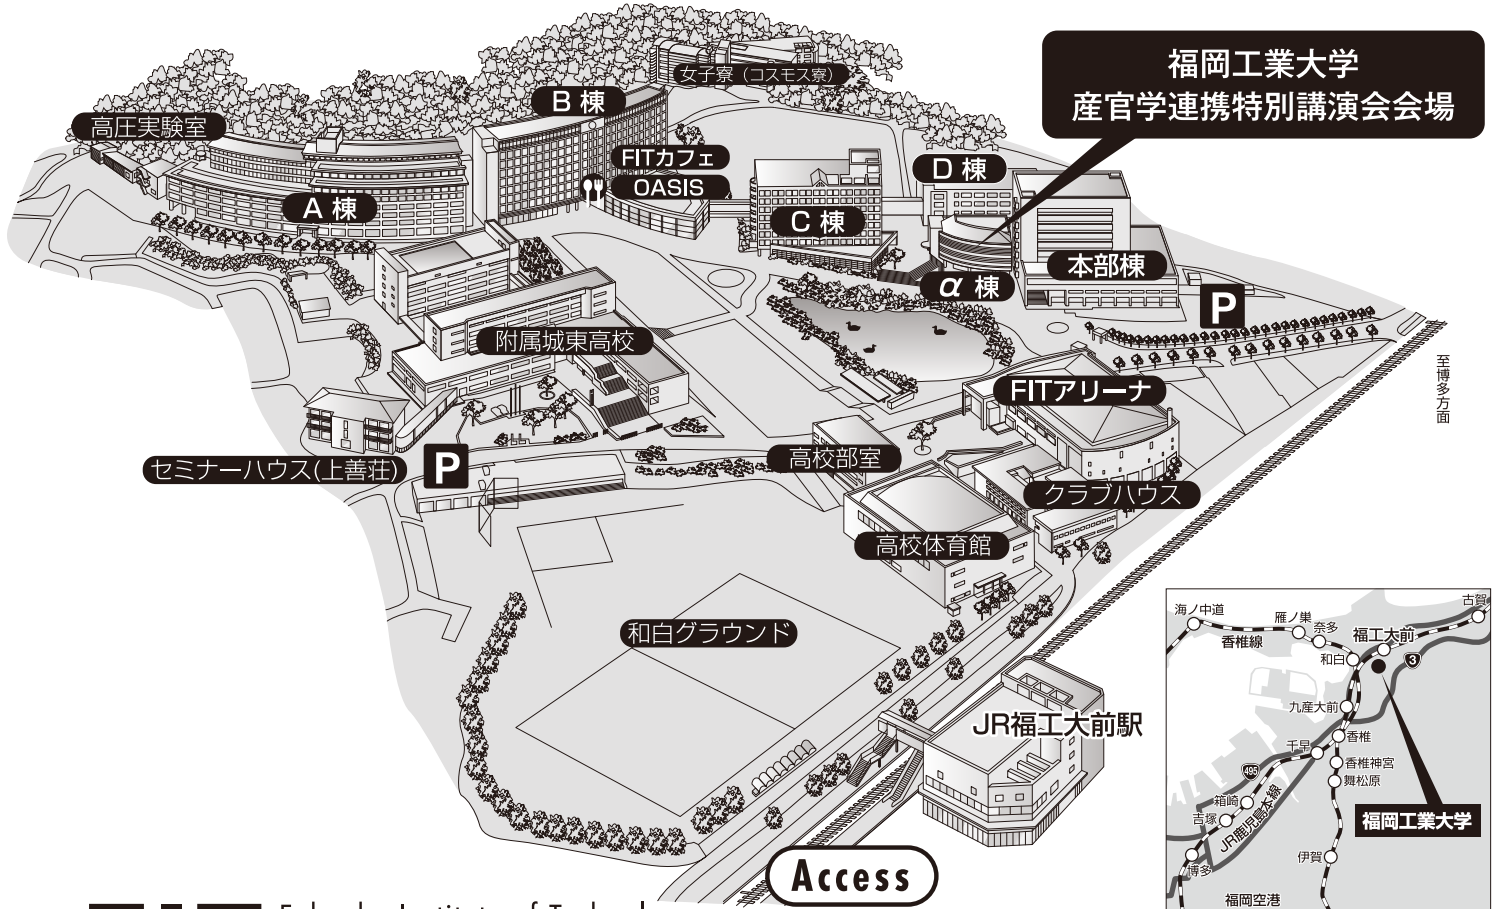 福岡工業大学
産官学連携特別講演会会場
女子寮（コスモス寮）
B 棟
高圧実験室
FITカフェ
OASIS
D 棟
A 棟
C 棟
本部棟
α 棟
P
附属城東高校
至博多方面
FITアリーナ
高校部室
セミナーハウス(上善荘)
P
クラブハウス
高校体育館
和白グラウンド
JR福工大前駅
Access
古賀
海ノ中道
雁ノ巣
奈多
福工大前
香椎線
和白
3
九産大前
香椎
千早
香椎神宮
495
舞松原
箱崎
吉塚
JR鹿児島本線
福岡工業大学
伊賀
博多
福岡空港